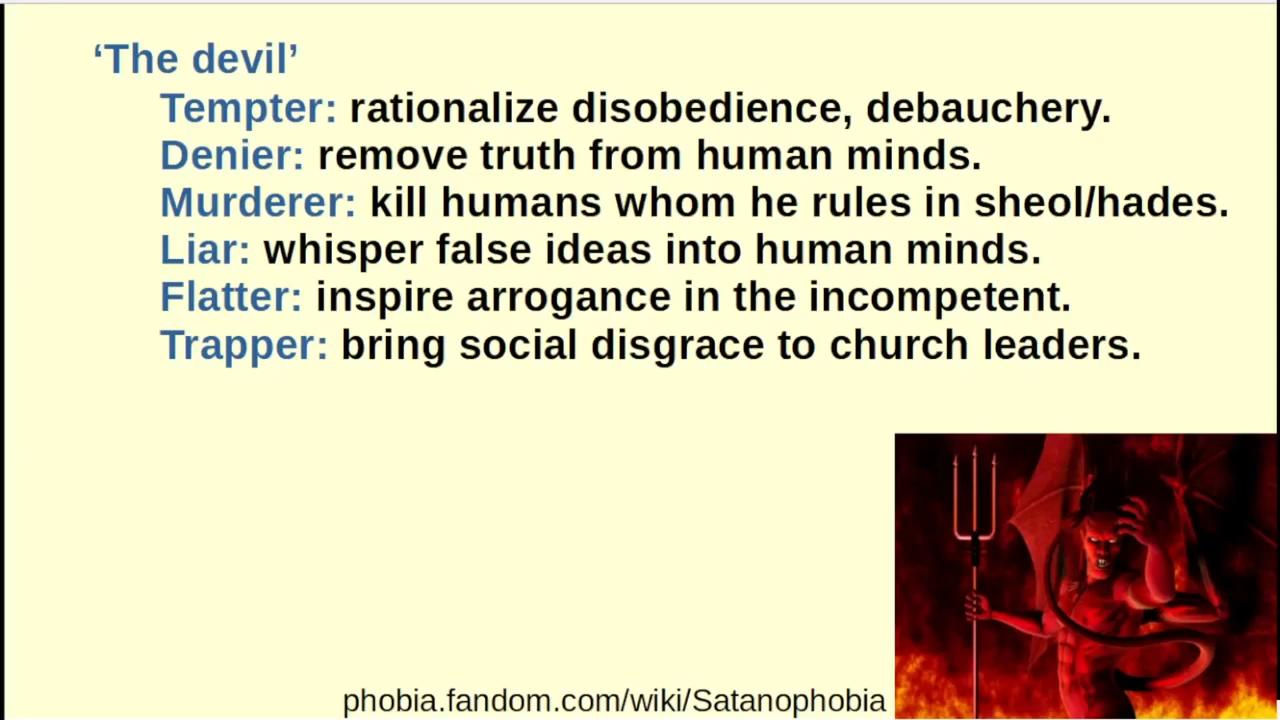 ‘The devil’
Tempter: rationalize disobedience, debauchery.
Denier: remove truth from human minds.
Murderer: kill humans whom he rules in sheol/hades.
Liar: whisper false ideas into human minds.
Flatter: inspire arrogance in the incompetent.
Trapper: bring social disgrace to church leaders.
phobia.fandom.com/wiki/Satanophobia